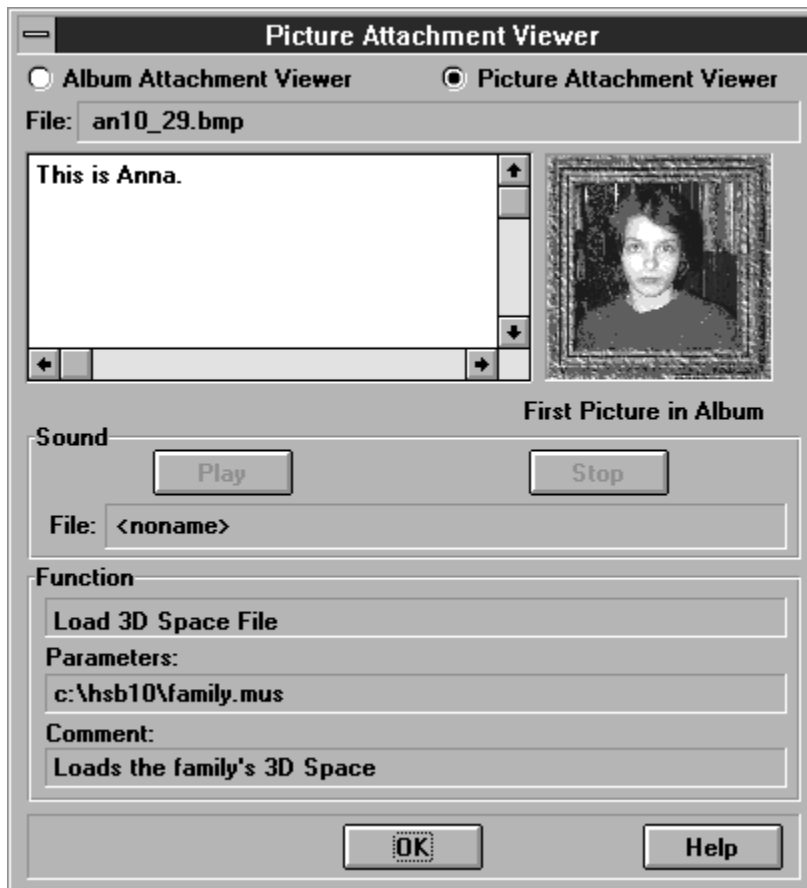 Picture Attachment Viewer
Album Attachment Viewer Picture Attachment Viewer
File: an10_29.bmp
This is Anna.
First Picture in Album
Sound
Play Stop
File: <noname>
Function
Load 3D Space File
Parameters:
c:\hsb10\family.mus
Comment:
Loads the family's 3D Space
OK Help